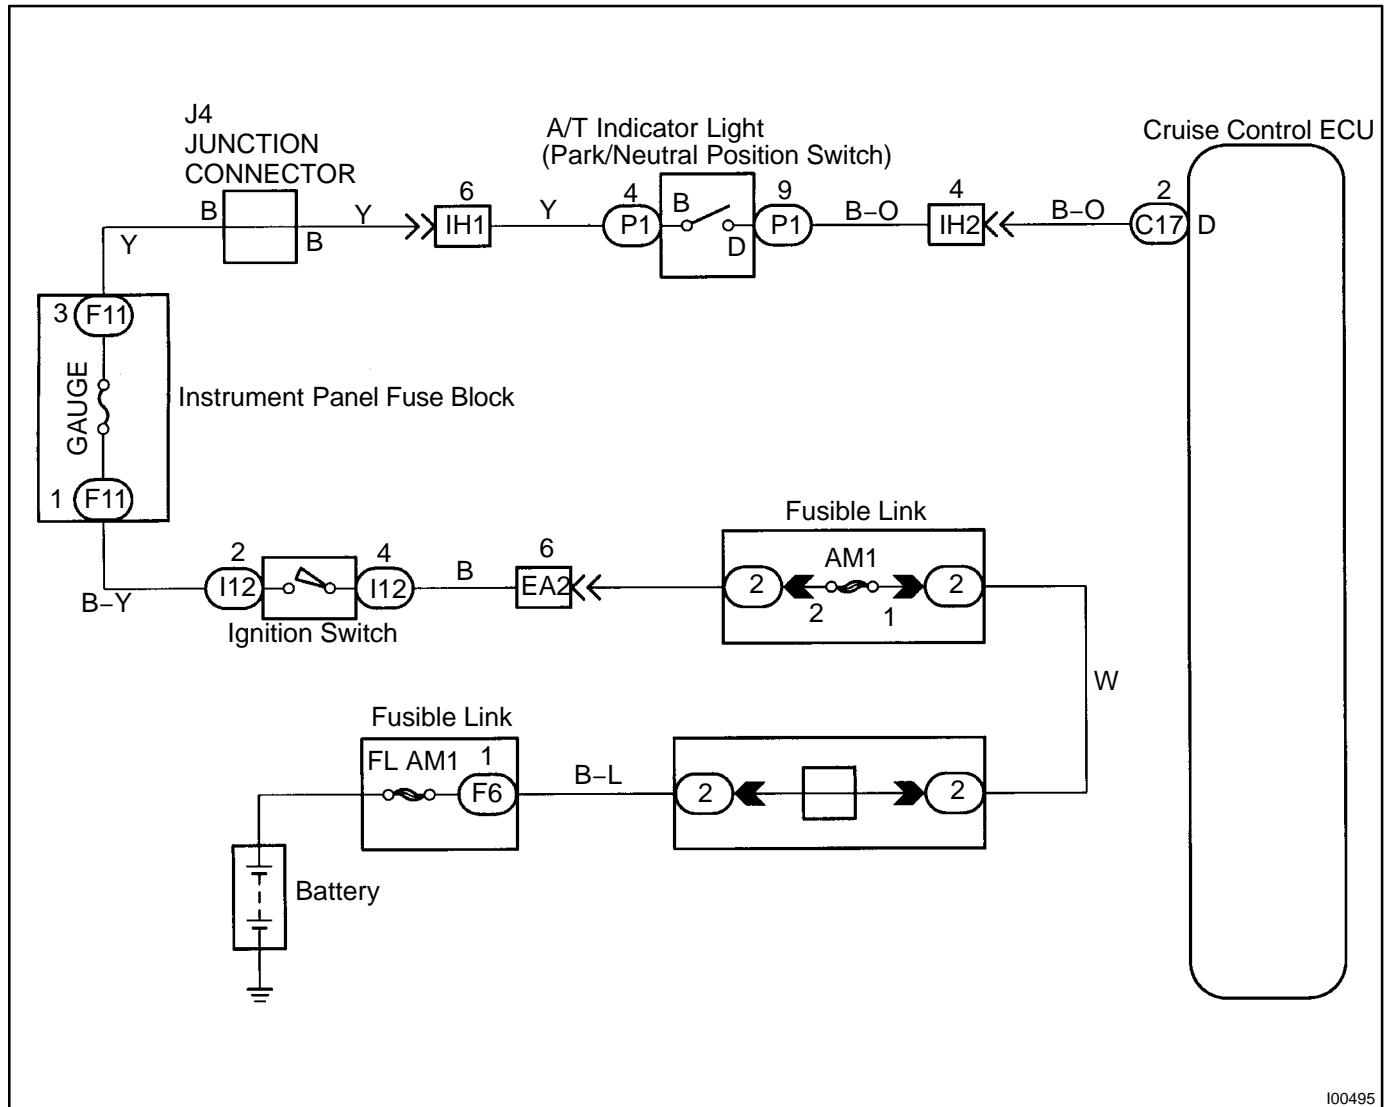 J4
JUNCTION
CONNECTOR
A/T Indicator Light
(Park/Neutral Position Switch)
Cruise Control ECU
B
Y
B
Y
6
IH1
Y
4
P1
B
D
9
P1
B–O
4
IH2
B–O
2
C17
D
3
F11
GAUGE
Instrument Panel Fuse Block
1
F11
B–Y
2
I12
4
I12
Ignition Switch
B
6
EA2
Fusible Link
AM1
2
2
1
2
W
Fusible Link
FL AM1
1
F6
B–L
2
2
Battery
I00495